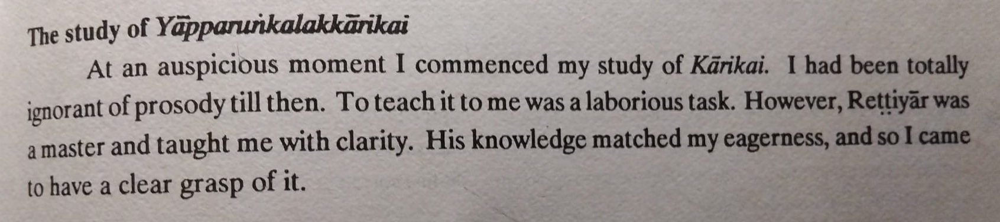 The study of Yāpparuṅkalakkārikai
At an auspicious moment I commenced my study of Kārikai. I had been totally
ignorant of prosody till then. To teach it to me was a laborious task. However, Reṭṭiyār was
a master and taught me with clarity. His knowledge matched my eagerness, and so I came
to have a clear grasp of it.